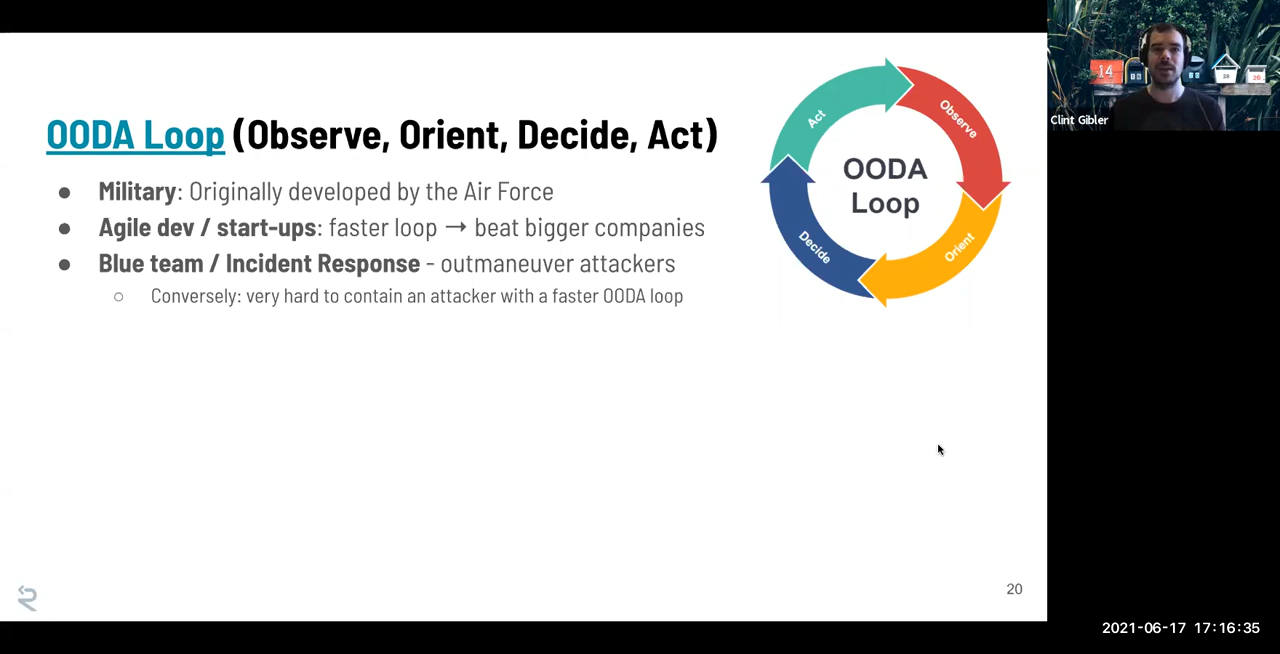 OODA Loop (Observe, Orient, Decide, Act)
● Military: Originally developed by the Air Force
● Agile dev / start-ups: faster loop → beat bigger companies
● Blue team / Incident Response - outmaneuver attackers
○ Conversely: very hard to contain an attacker with a faster OODA loop
Act
Observe
OODA
Loop
Decide
Orient
20
14
Clint Gibler
2021-06-17 17:16:35